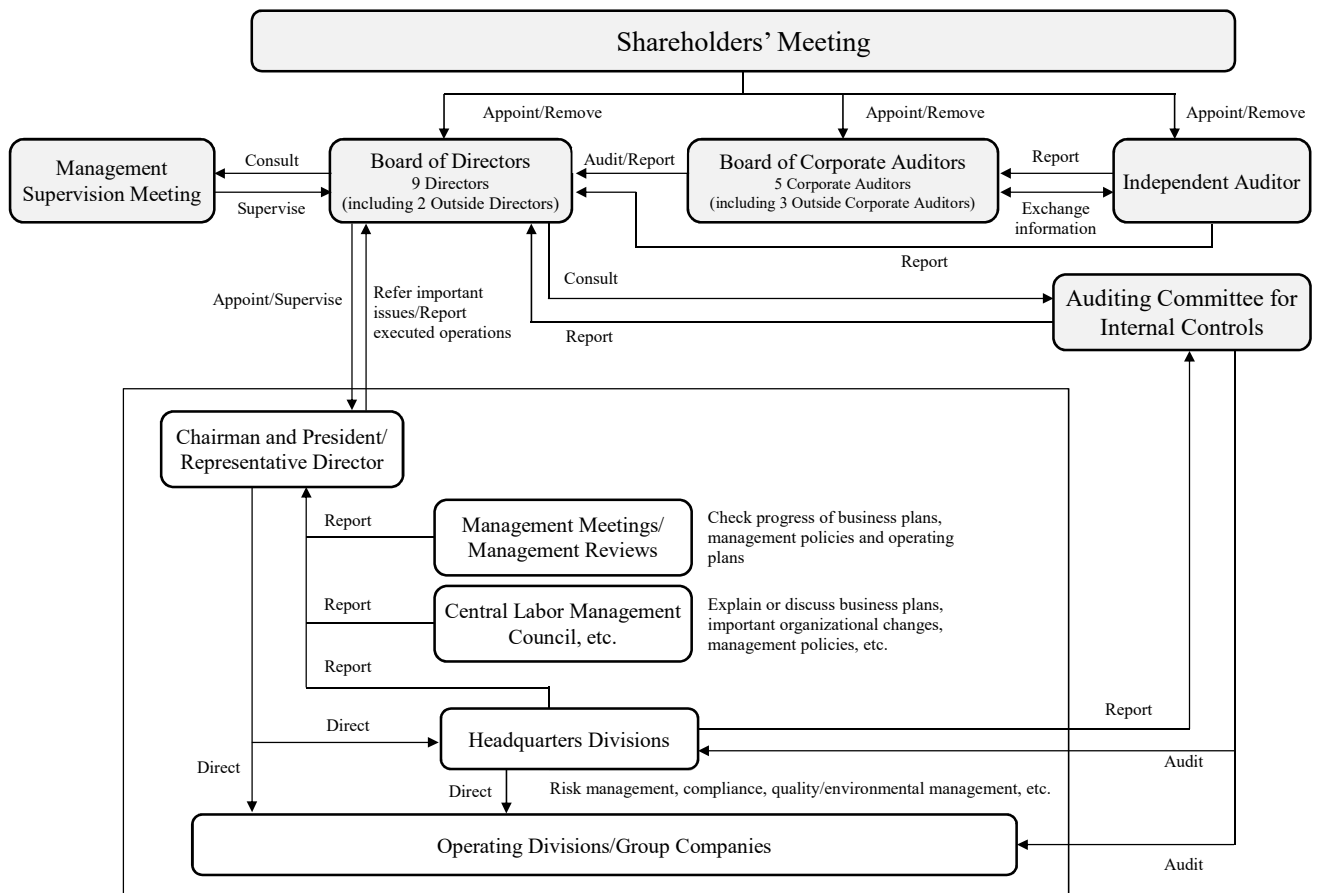 Shareholders’ Meeting
Appoint/Remove
Appoint/Remove
Appoint/Remove
Management
Supervision Meeting
Consult
Supervise
Board of Directors
9 Directors
(including 2 Outside Directors)
Audit/Report
Board of Corporate Auditors
5 Corporate Auditors
(including 3 Outside Corporate Auditors)
Report
Exchange
information
Independent Auditor
Report
Consult
Report
Auditing Committee for
Internal Controls
Appoint/Supervise
Refer important
issues/Report
executed operations
Chairman and President/
Representative Director
Report
Management Meetings/
Management Reviews
Check progress of business plans,
management policies and operating
plans
Report
Central Labor Management
Council, etc.
Explain or discuss business plans,
important organizational changes,
management policies, etc.
Report
Direct
Headquarters Divisions
Report
Audit
Direct
Direct
Risk management, compliance, quality/environmental management, etc.
Operating Divisions/Group Companies
Audit